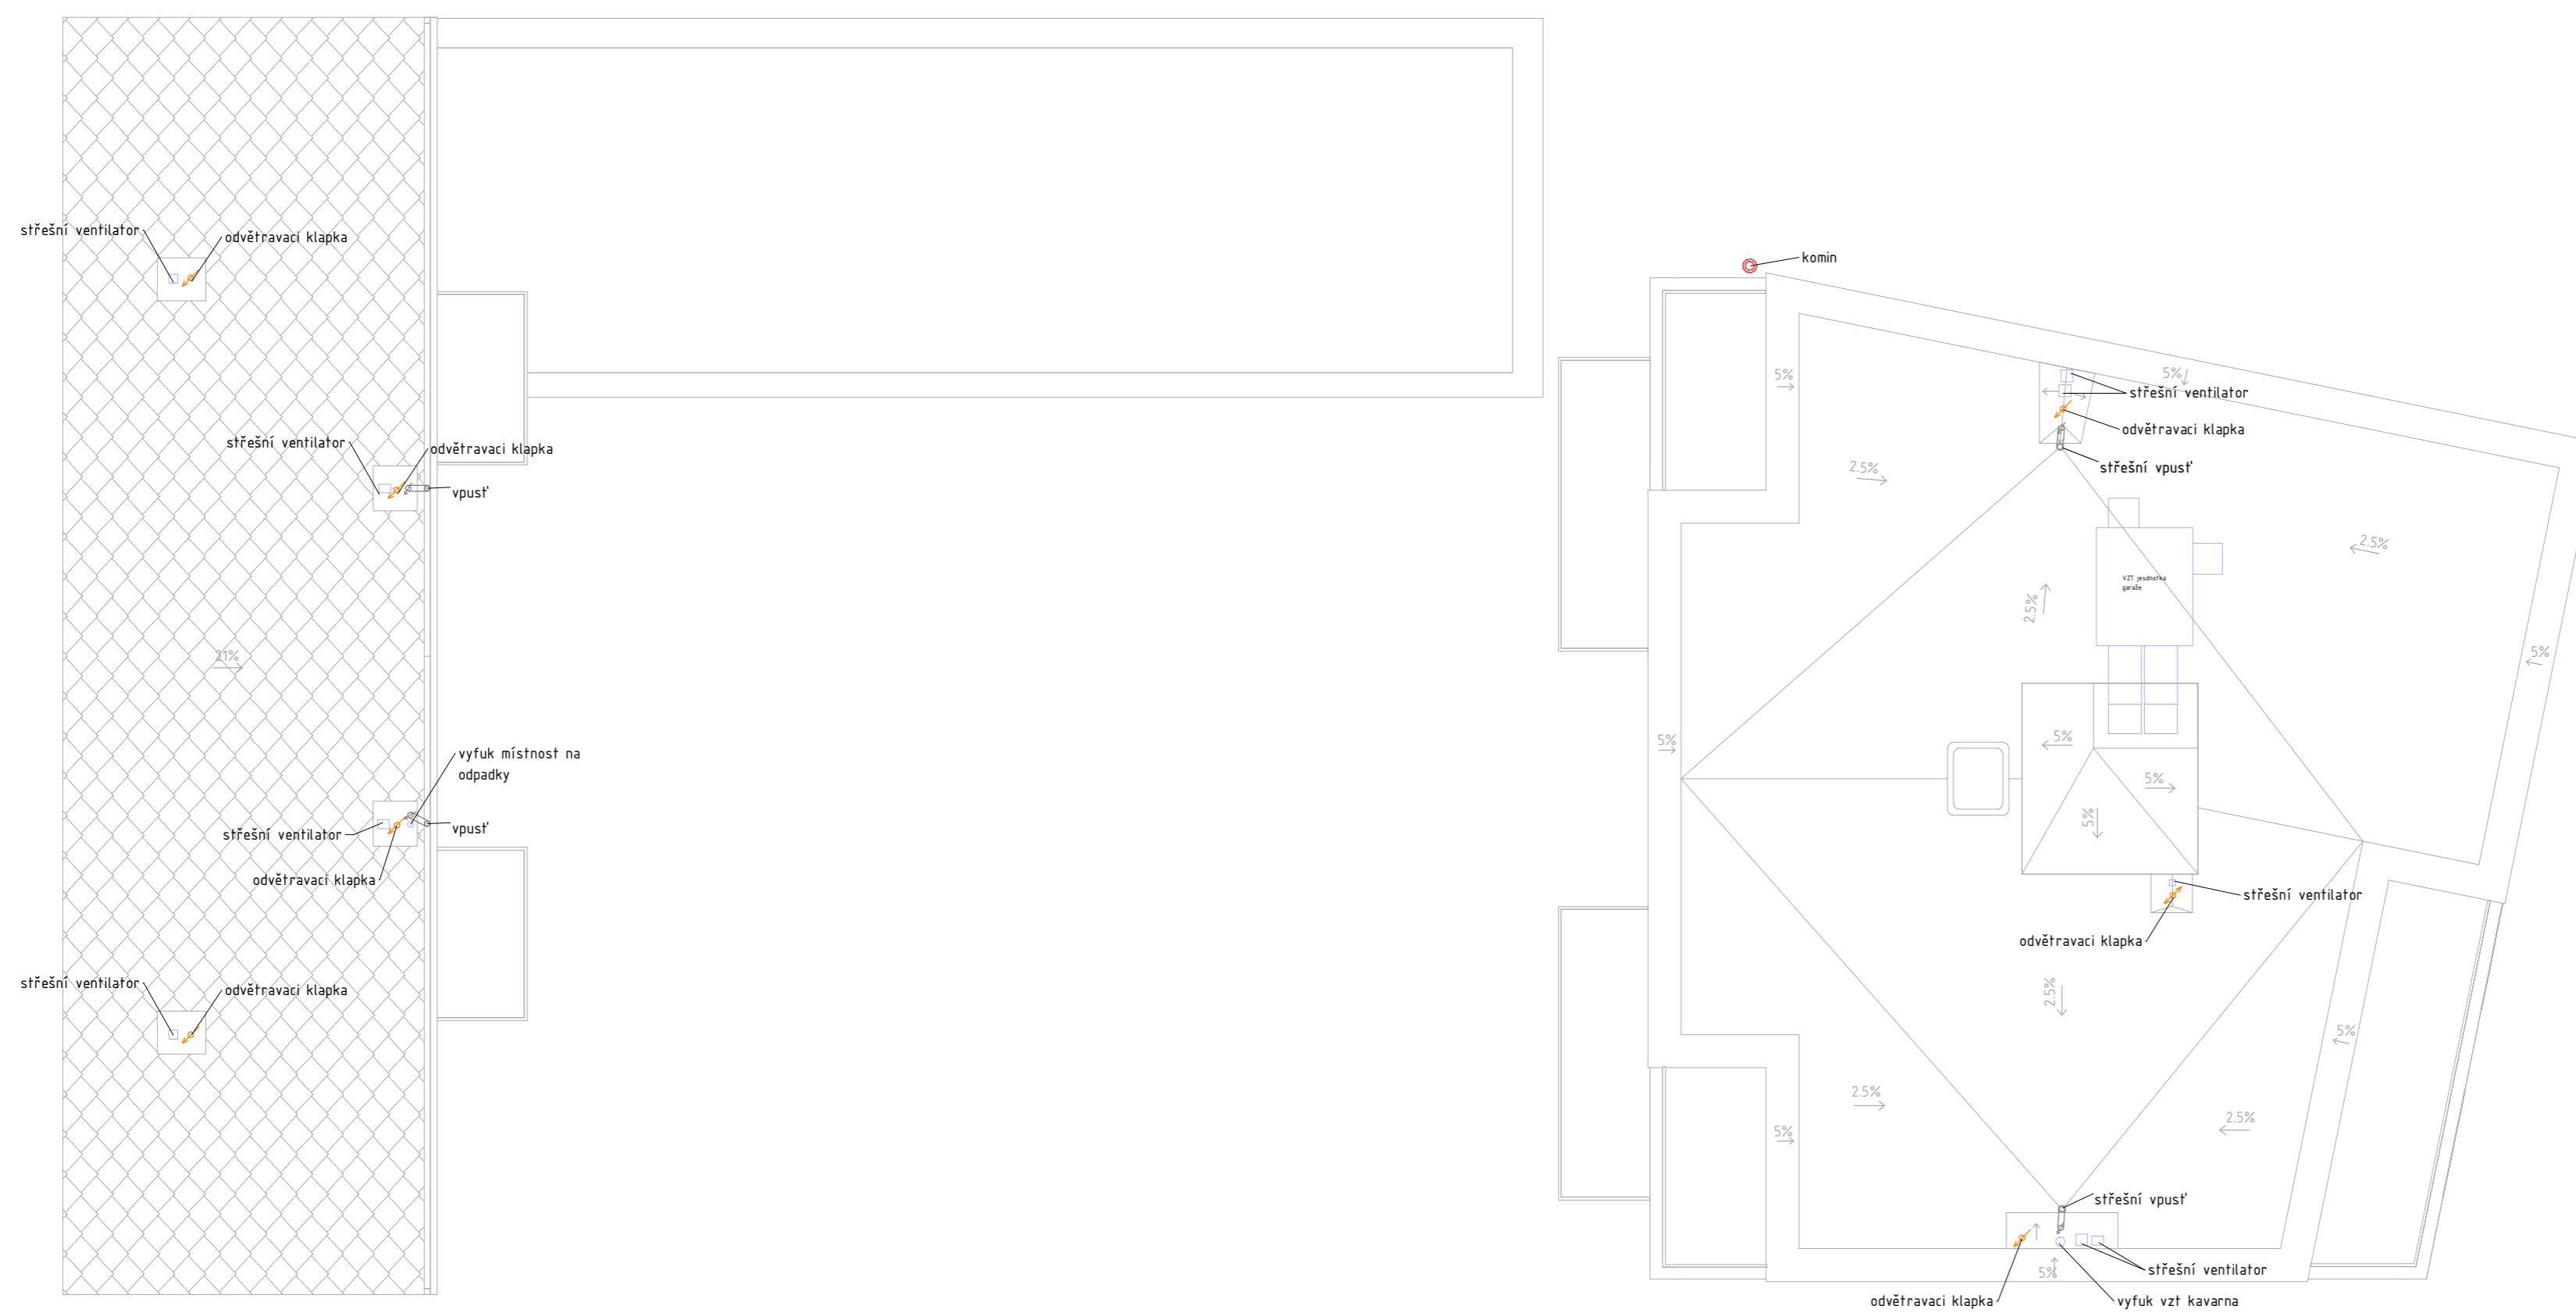 střešní ventilator
odvětravaci klapka
střešní ventilator
odvětravaci klapka
vpusť
21%
vyfuk místnost na
odpadky
střešní ventilator
vpusť
odvětravaci klapka
střešní ventilator
odvětravaci klapka
komin
5%
5%
střešní ventilator
odvětravaci klapka
střešní vpusť
2.5%
2.5%
VZT jesdnotka
garaže
2.5%
5%
5%
5%
5%
5%
střešní ventilator
odvětravaci klapka
2.5%
5%
2.5%
2.5%
5%
střešní vpusť
5%
střešní ventilator
odvětravaci klapka
vyfuk vzt kavarna